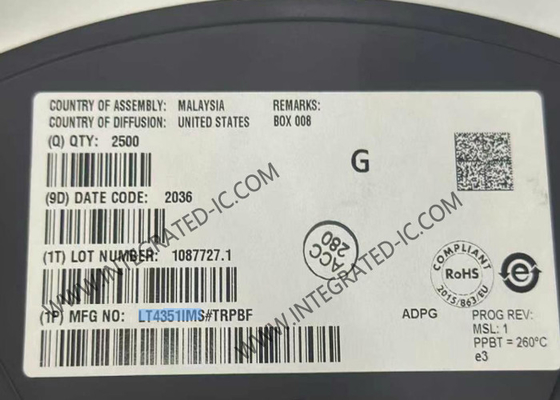 COUNTRY OF ASSEMBLY: MALAYSIA REMARKS:
COUNTRY OF DIFFUSION: UNITED STATES BOX 008
(Q) QTY: 2500
G
(9D) DATE CODE: 2036
(1T) LOT NUMBER: 1087727.1
ACC
280
COMPLIANT
RoHS
2015/863/EU
e
(1P) MFG NO: LT4351IMS#TRPBF
ADPG
PROG REV:
MSL: 1
PPBT = 260°C
e3
WWW.INTEGRATED-IC.COM
WWW.INTEGRATED-IC.COM